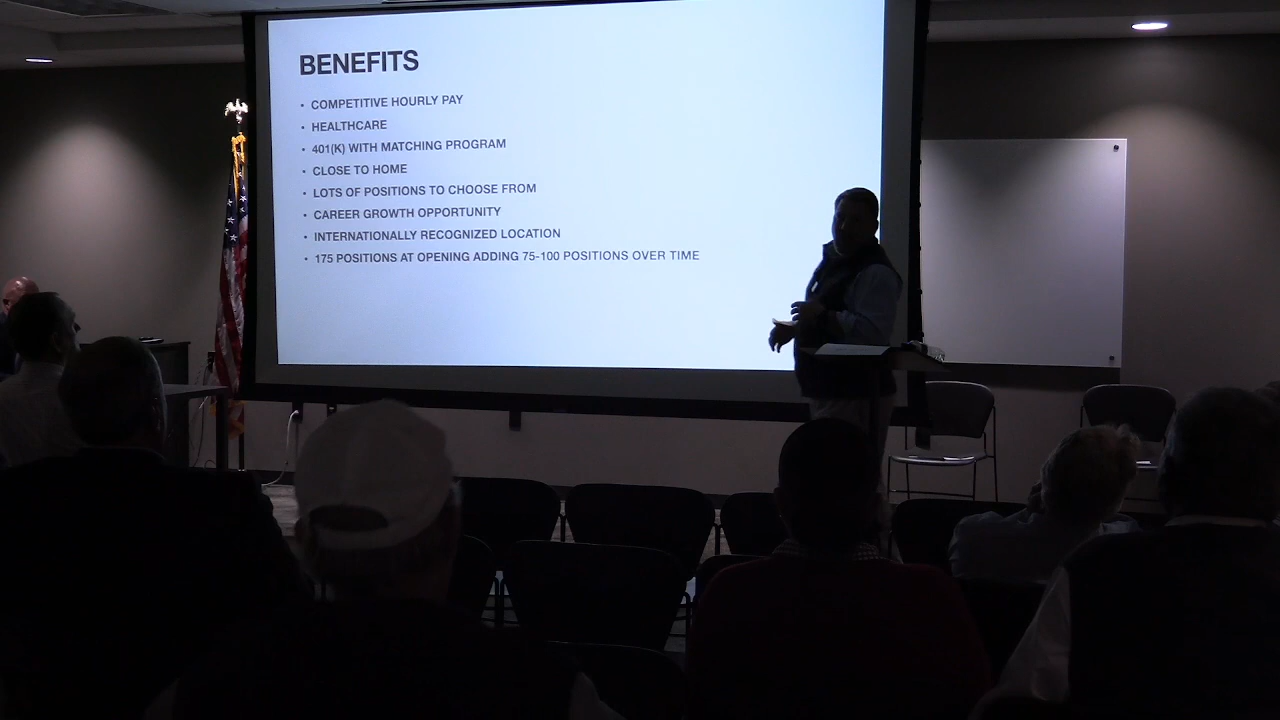 BENEFITS
• COMPETITIVE HOURLY PAY
• HEALTHCARE
• 401(K) WITH MATCHING PROGRAM
• CLOSE TO HOME
• LOTS OF POSITIONS TO CHOOSE FROM
• CAREER GROWTH OPPORTUNITY
• INTERNATIONALLY RECOGNIZED LOCATION
• 175 POSITIONS AT OPENING ADDING 75-100 POSITIONS OVER TIME